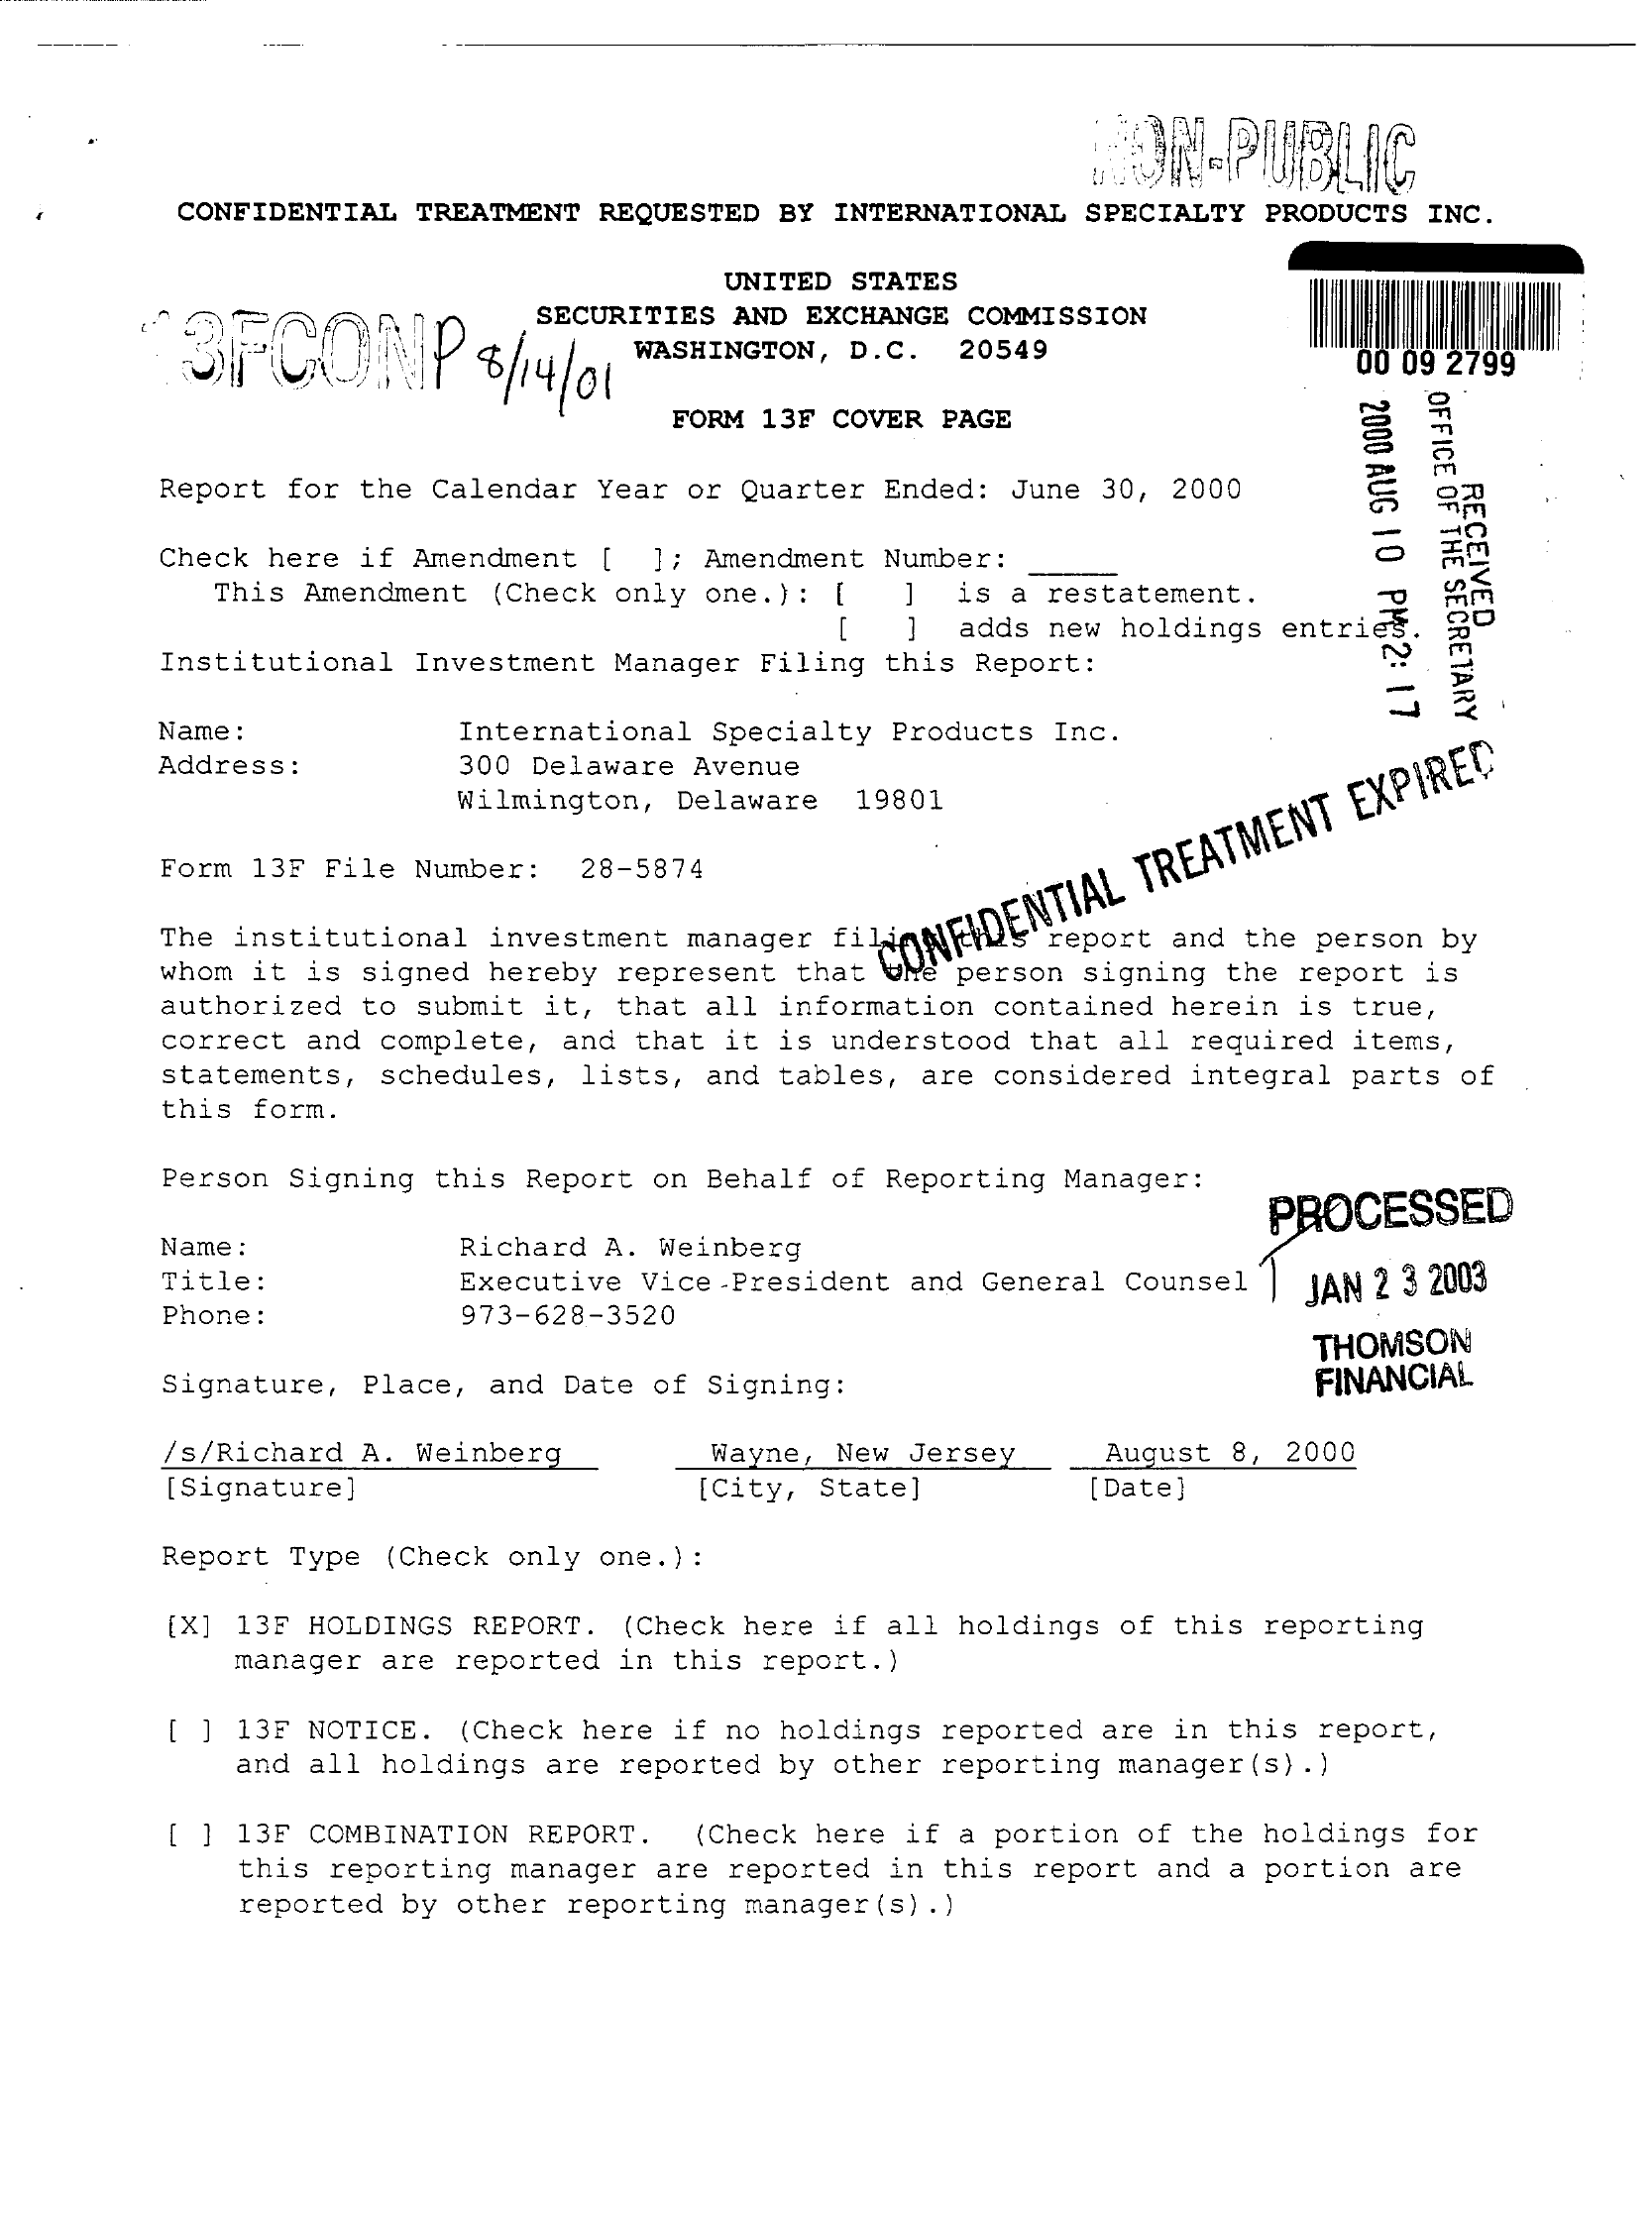 NON-PUBLIC
CONFIDENTIAL TREATMENT REQUESTED BY INTERNATIONAL SPECIALTY PRODUCTS INC.
UNITED STATES
SECURITIES AND EXCHANGE COMMISSION
WASHINGTON, D.C. 20549
13FCONP 8/14/01
00 09 2799
FORM 13F COVER PAGE
RECEIVED
OFFICE OF THE SECRETARY
2000 AUG 10 PM 2:17
Report for the Calendar Year or Quarter Ended: June 30, 2000
Check here if Amendment [ ]; Amendment Number: _____
This Amendment (Check only one.): [ ] is a restatement.
[ ] adds new holdings entries.
Institutional Investment Manager Filing this Report:
Name: International Specialty Products Inc.
Address: 300 Delaware Avenue
Wilmington, Delaware 19801
CONFIDENTIAL TREATMENT EXPIRED
Form 13F File Number: 28-5874
The institutional investment manager filing this report and the person by
whom it is signed hereby represent that the person signing the report is
authorized to submit it, that all information contained herein is true,
correct and complete, and that it is understood that all required items,
statements, schedules, lists, and tables, are considered integral parts of
this form.
Person Signing this Report on Behalf of Reporting Manager:
PROCESSED
JAN 23 2003
THOMSON
FINANCIAL
Name: Richard A. Weinberg
Title: Executive Vice-President and General Counsel
Phone: 973-628-3520
Signature, Place, and Date of Signing:
/s/Richard A. Weinberg Wayne, New Jersey August 8, 2000
[Signature] [City, State] [Date]
Report Type (Check only one.):
[X] 13F HOLDINGS REPORT. (Check here if all holdings of this reporting
manager are reported in this report.)
[ ] 13F NOTICE. (Check here if no holdings reported are in this report,
and all holdings are reported by other reporting manager(s).)
[ ] 13F COMBINATION REPORT. (Check here if a portion of the holdings for
this reporting manager are reported in this report and a portion are
reported by other reporting manager(s).)